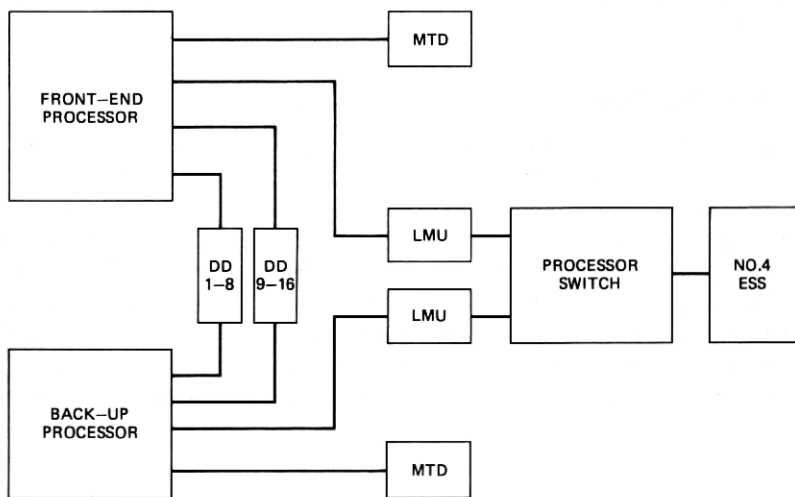 MTD
FRONT—END
PROCESSOR
LMU
PROCESSOR
SWITCH
NO.4
ESS
DD
1—8
DD
9—16
LMU
BACK—UP
PROCESSOR
MTD